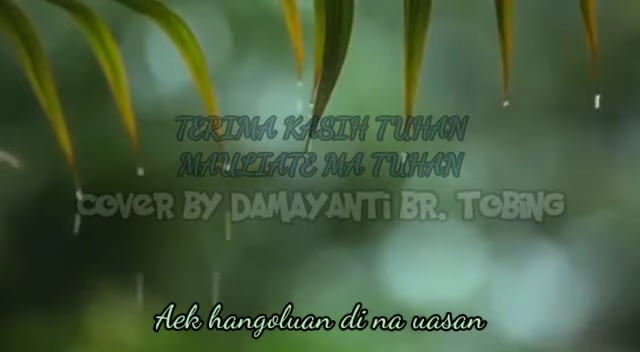 TERIMA KASIH TUHAN
MAULIATE MA TUHAN
COVER BY DAMAYANTI BR. TOBING
Aek hangoluan di na uasan